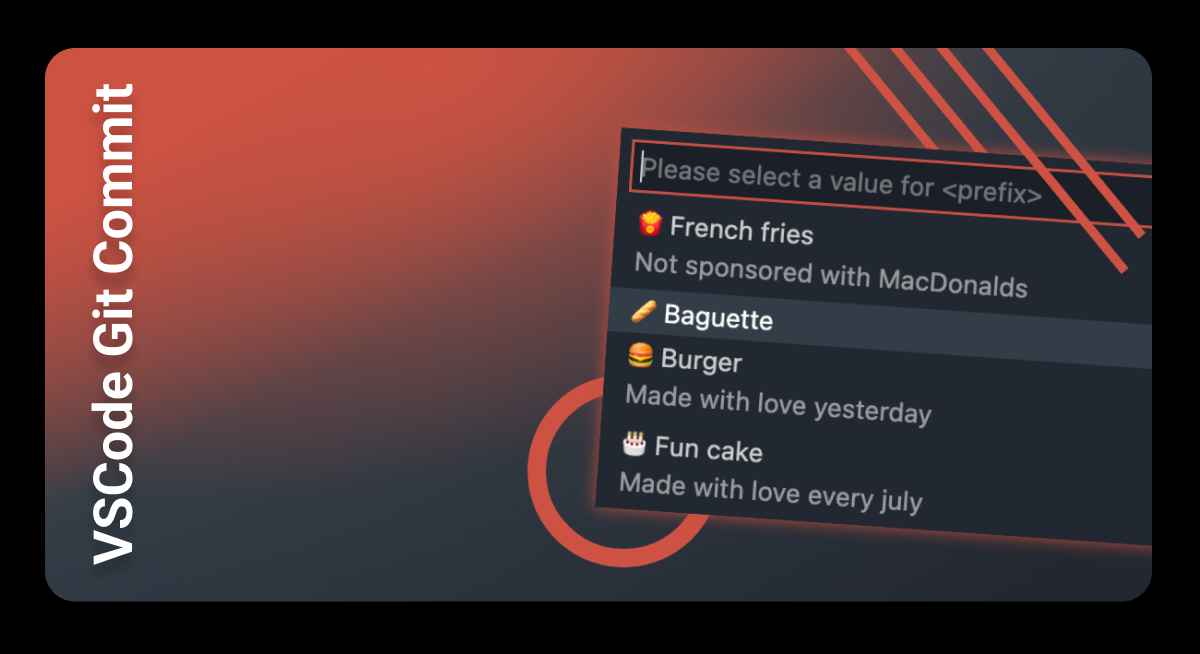 VSCode Git Commit
Please select a value for <prefix>
🍟 French fries
Not sponsored with MacDonalds
🥖 Baguette
🍔 Burger
Made with love yesterday
🎂 Fun cake
Made with love every july